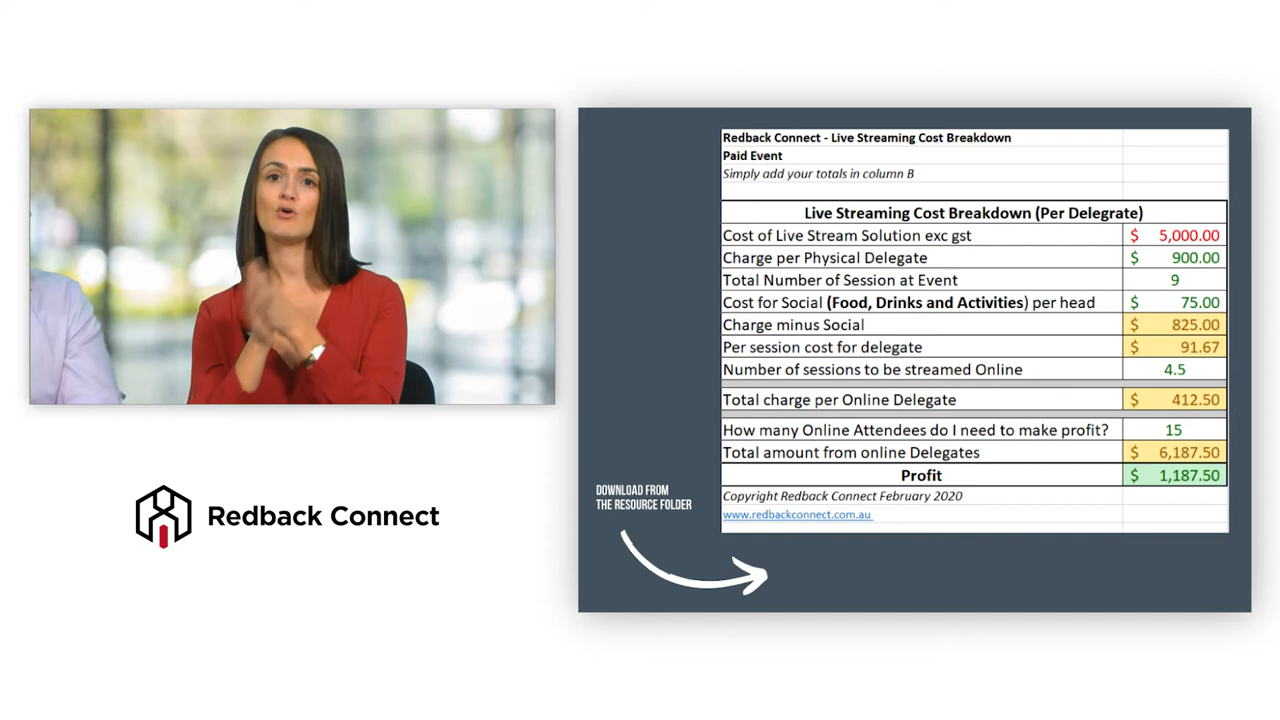 Redback Connect
DOWNLOAD FROM
THE RESOURCE FOLDER
Redback Connect - Live Streaming Cost Breakdown
Paid Event
Simply add your totals in column B
Live Streaming Cost Breakdown (Per Delegrate)
Cost of Live Stream Solution exc gst $ 5,000.00
Charge per Physical Delegate $ 900.00
Total Number of Session at Event 9
Cost for Social (Food, Drinks and Activities) per head $ 75.00
Charge minus Social $ 825.00
Per session cost for delegate $ 91.67
Number of sessions to be streamed Online 4.5
Total charge per Online Delegate $ 412.50
How many Online Attendees do I need to make profit? 15
Total amount from online Delegates $ 6,187.50
Profit $ 1,187.50
Copyright Redback Connect February 2020
www.redbackconnect.com.au